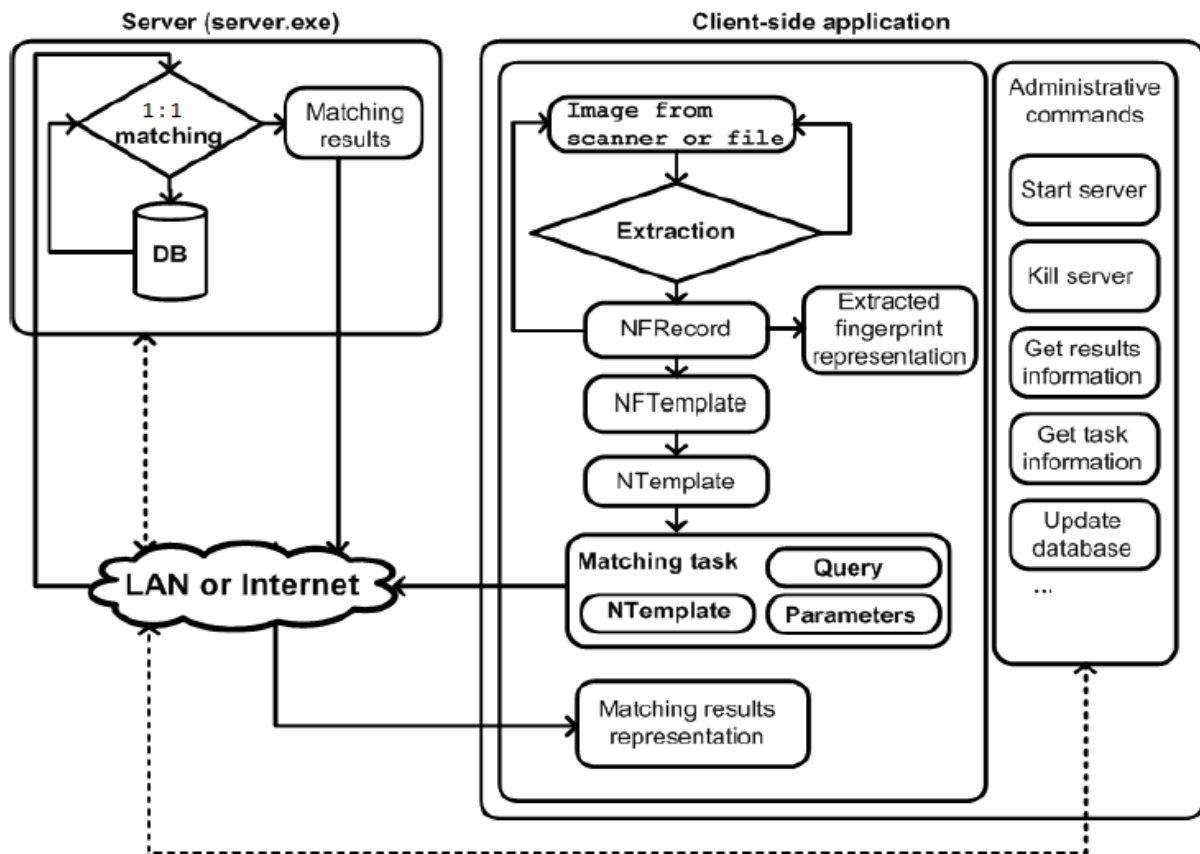 Server (server.exe)
1:1
matching
Matching
results
DB
LAN or Internet
Client-side application
Image from
scanner or file
Extraction
NFRecord
Extracted
fingerprint
representation
NFTemplate
NTemplate
Matching task
Query
NTemplate
Parameters
Matching results
representation
Administrative
commands
Start server
Kill server
Get results
information
Get task
information
Update
database
...